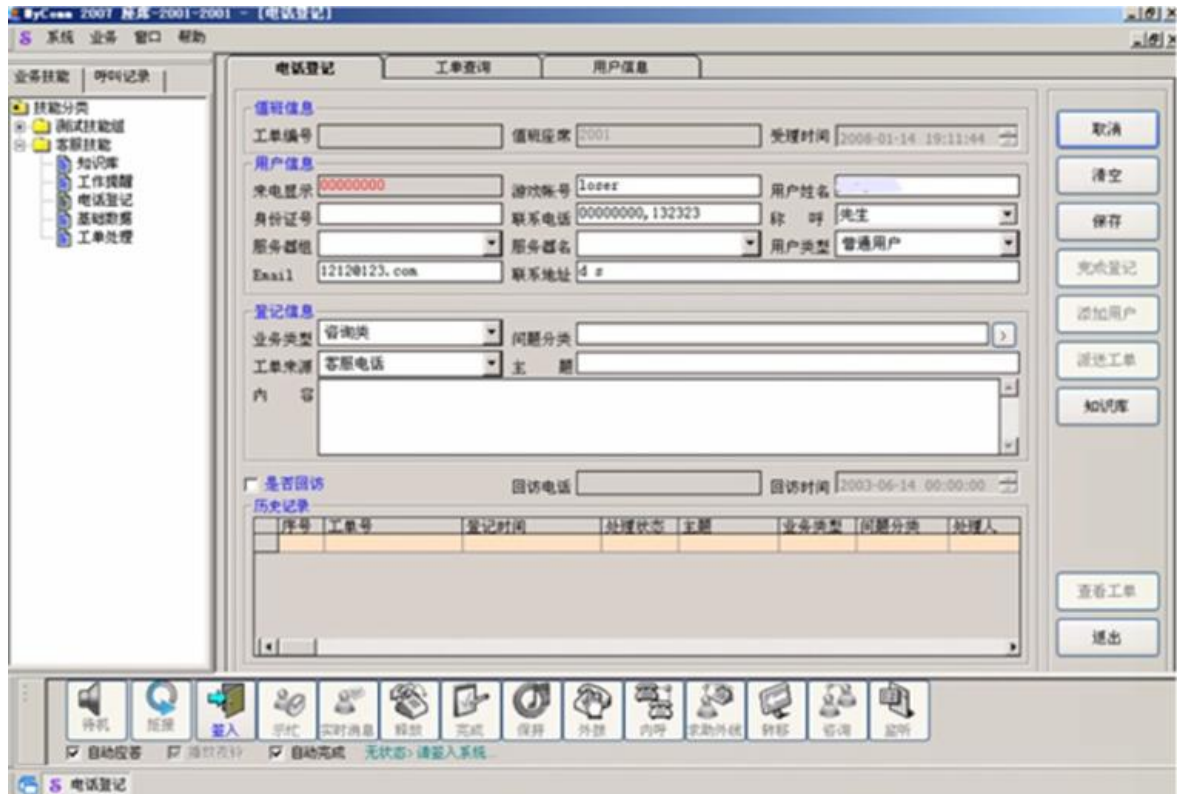 MyComm 2007 座席-2001-2001 - [电话登记]
系统 业务 窗口 帮助
业务技能 呼叫记录
技能分类
测试技能组
客服技能
知识库
工作提醒
电话登记
基础数据
工单处理
电话登记 工单查询 用户信息
值班信息
工单编号 值班座席 2001 受理时间 2008-01-14 19:11:44
用户信息
来电显示 00000000 游戏帐号 loser 用户姓名
身份证号 联系电话 00000000,132323 称 呼 先生
服务器组 服务器名 用户类型 普通用户
Email 12120123.com 联系地址 d s
登记信息
业务类型 咨询类 问题分类 >
工单来源 客服电话 主 题
内 容
是否回访 回访电话 回访时间 2003-06-14 00:00:00
历史记录
序号 工单号 登记时间 处理状态 主题 业务类型 问题分类 处理人
取消
清空
保存
完成登记
添加用户
派送工单
知识库
查看工单
退出
待机 抵接 签入 示忙 实时消息 释放 完成 保持 外拨 内呼 求助外线 转移 咨询 监听
自动应答 播放改铃 自动完成 无状态>请签入系统...
电话登记